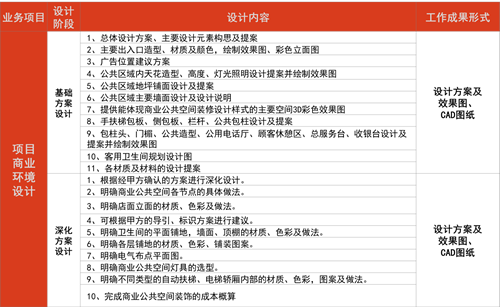 业务项目
设计
阶段
设计内容
工作成果形式
项目
商业
环境
设计
基础
方案
设计
1、总体设计方案、主要设计元素构思及提案
2、主要出入口造型、材质及颜色，绘制效果图、彩色立面图
3、广告位置建议方案
4、公共区域内天花造型、高度、灯光照明设计提案并绘制效果图
5、公共区域地坪铺面设计及提案
6、公共区域主要墙面设计及设计说明
7、提供能体现商业公共空间装修设计样式的主要空间3D彩色效果图
8、手扶梯包板、侧包板、栏杆、公共包柱设计及提案
9、包柱头、门楣、公共造型、公用电话厅、顾客休憩区、总服务台、收银台设计及
提案并绘制效果图
10、客用卫生间规划设计图
11、各材质及材料的设计提案
设计方案及
效果图、
CAD图纸
深化
方案
设计
1、根据经甲方确认的方案进行深化设计。
2、明确商业公共空间各节点的具体做法。
3、明确店面立面的材质、色彩及做法。
4、可根据甲方的导引、标识方案进行建议。
5、明确卫生间的平面铺地，墙面、顶棚的材质、色彩及做法。
6、明确各层铺地的材质、色彩、铺装图案。
7、明确电气布点平面图。
8、明确商业公共空间灯具的选型。
9、明确不同类型的自动扶梯、电梯轿厢内部的材质、色彩，图案及做法。
10、完成商业公共空间装饰的成本概算
设计方案及
效果图、
CAD图纸